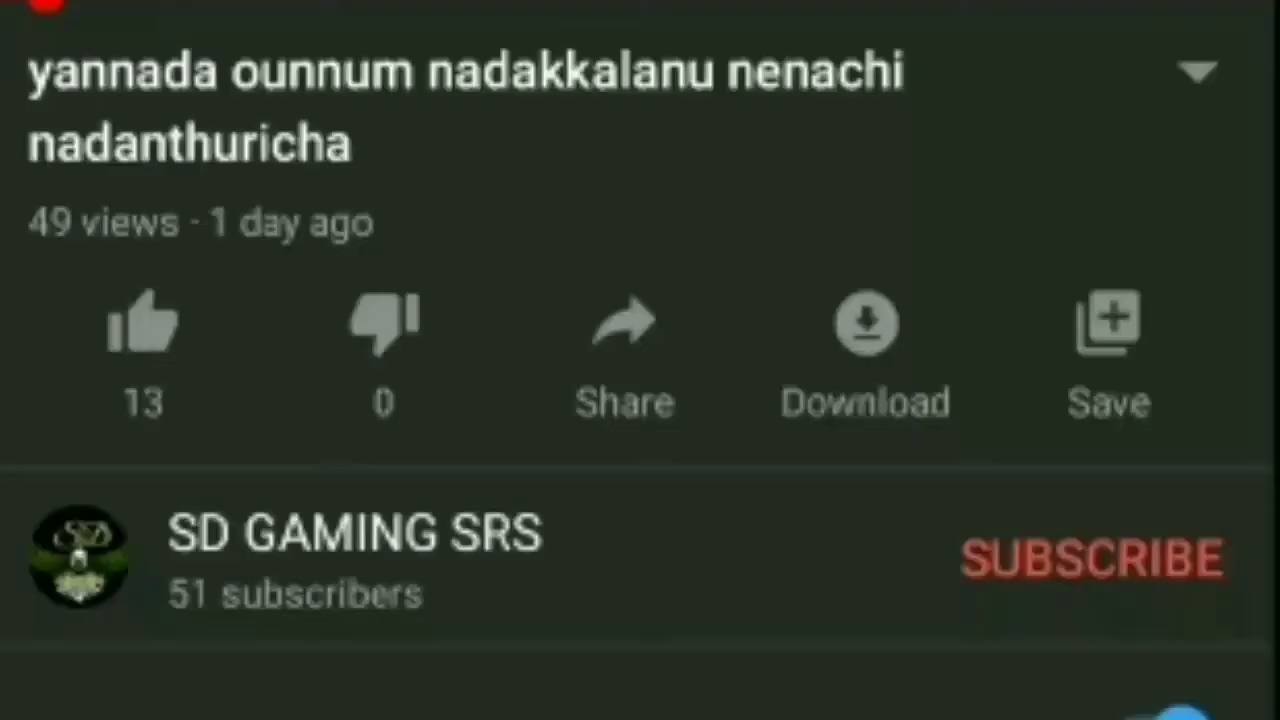 yannada ounnum nadakkalanu nenachi
nadanthuricha
49 views · 1 day ago
13
0
Share
Download
Save
SD GAMING SRS
51 subscribers
SUBSCRIBE